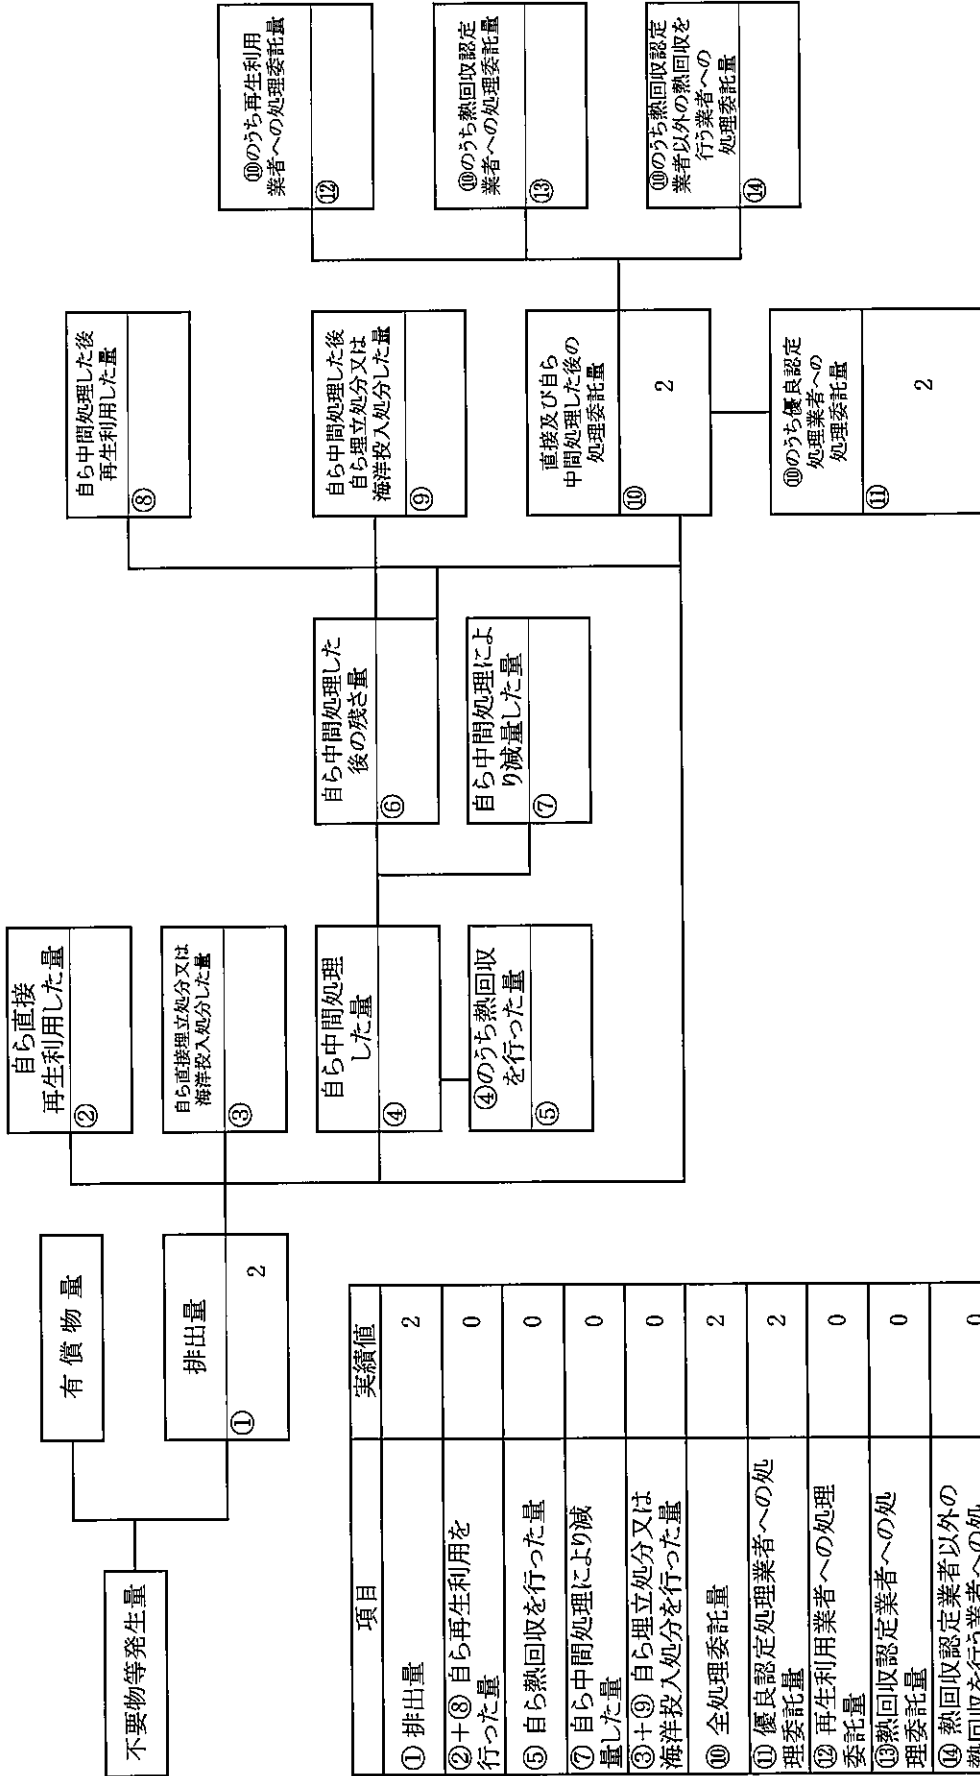 不要物等発生量
有償物量
排出量
①
2
自ら直接
再生利用した量
②
自ら直接埋立処分又は
海洋投入処分した量
③
自ら中間処理
した量
④
④のうち熱回収
を行った量
⑤
自ら中間処理した
後の残さ量
⑥
自ら中間処理によ
り減量した量
⑦
自ら中間処理した後
再生利用した量
⑧
自ら中間処理した後
自ら埋立処分又は
海洋投入処分した量
⑨
直接及び自ら
中間処理した後の
処理委託量
⑩
2
⑩のうち優良認定
処理業者への
処理委託量
⑪
2
⑩のうち再生利用
業者への処理委託量
⑫
⑩のうち熱回収認定
業者への処理委託量
⑬
⑩のうち熱回収認定
業者以外の熱回収を
行う業者への
処理委託量
⑭
項目 実績値
①排出量 2
②+⑧ 自ら再生利用を
行った量 0
⑤ 自ら熱回収を行った量 0
⑦ 自ら中間処理により減
量した量 0
③+⑨ 自ら埋立処分又は
海洋投入処分を行った量 0
⑩ 全処理委託量 2
⑪ 優良認定処理業者への処
理委託量 2
⑫ 再生利用業者への処理
委託量 0
⑬熱回収認定業者への処
理委託量 0
⑭ 熱回収認定業者以外の
熱回収を行う業者への処 0